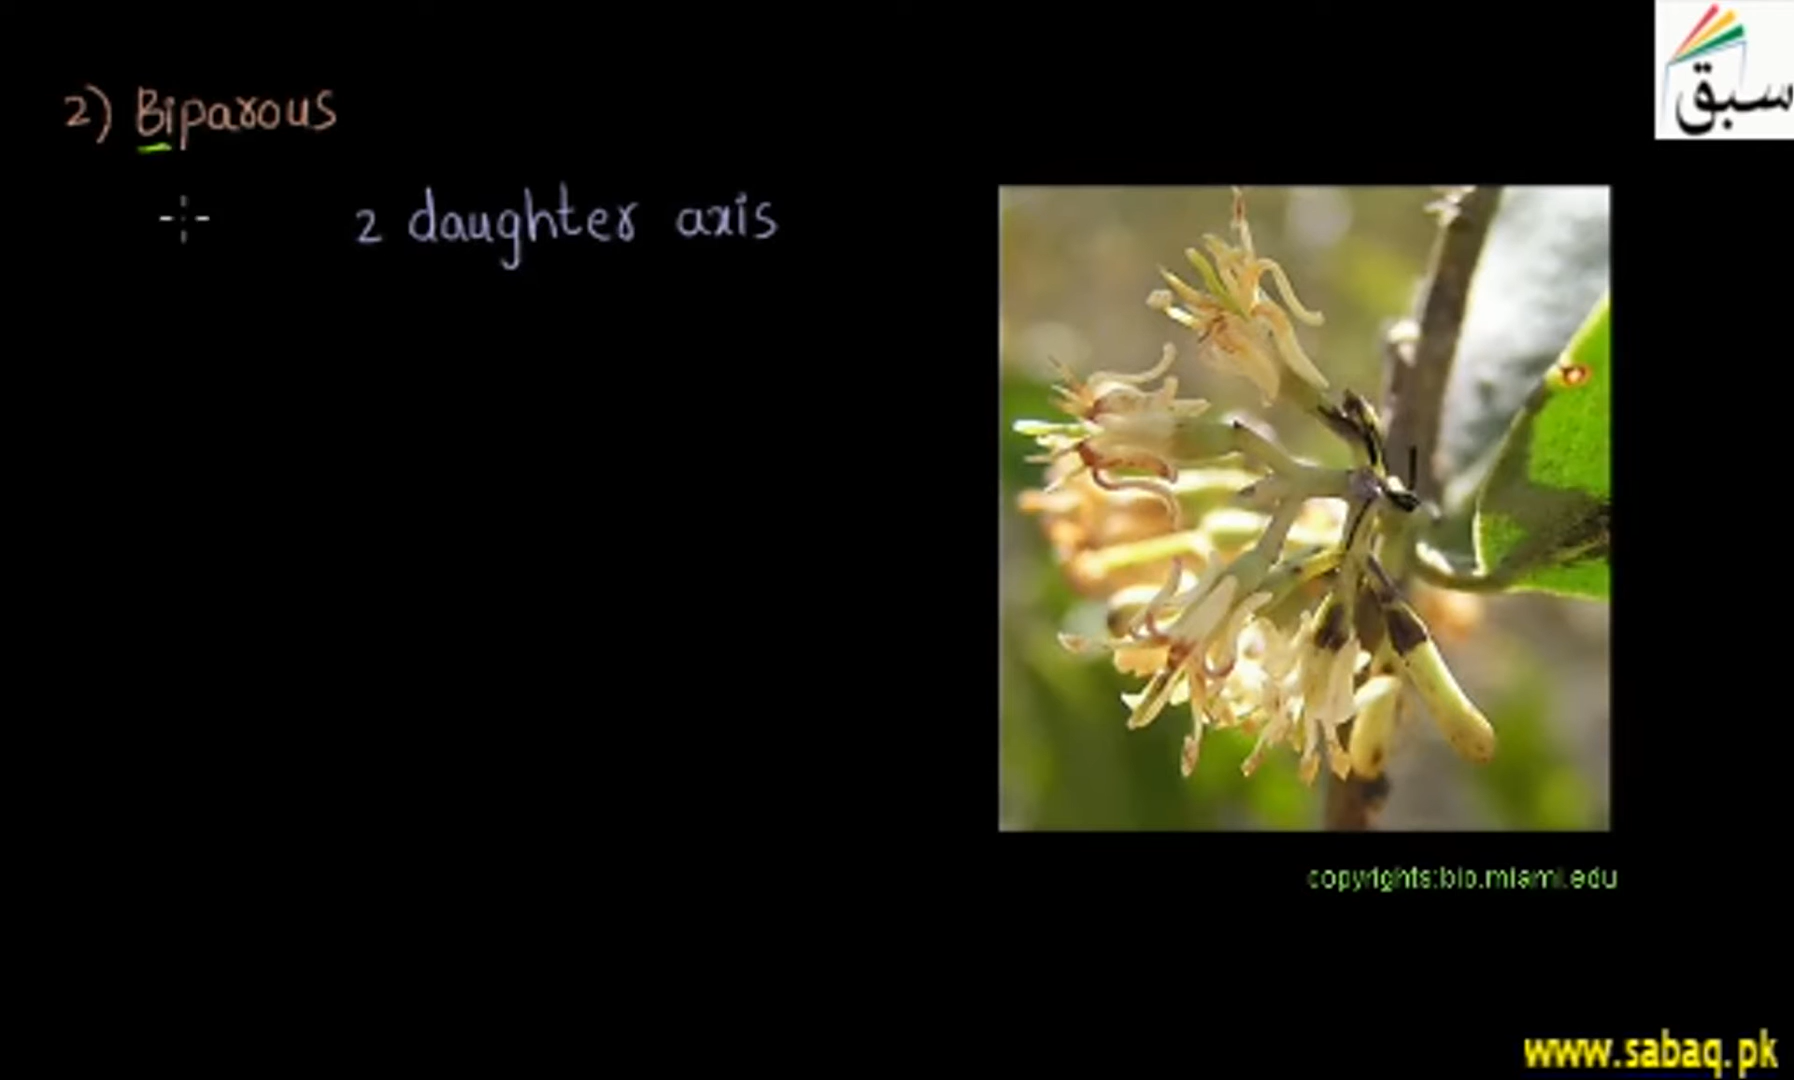 سبق
2) Biparous
2 daughter axis
copyrights:bio.miami.edu
www.sabaq.pk